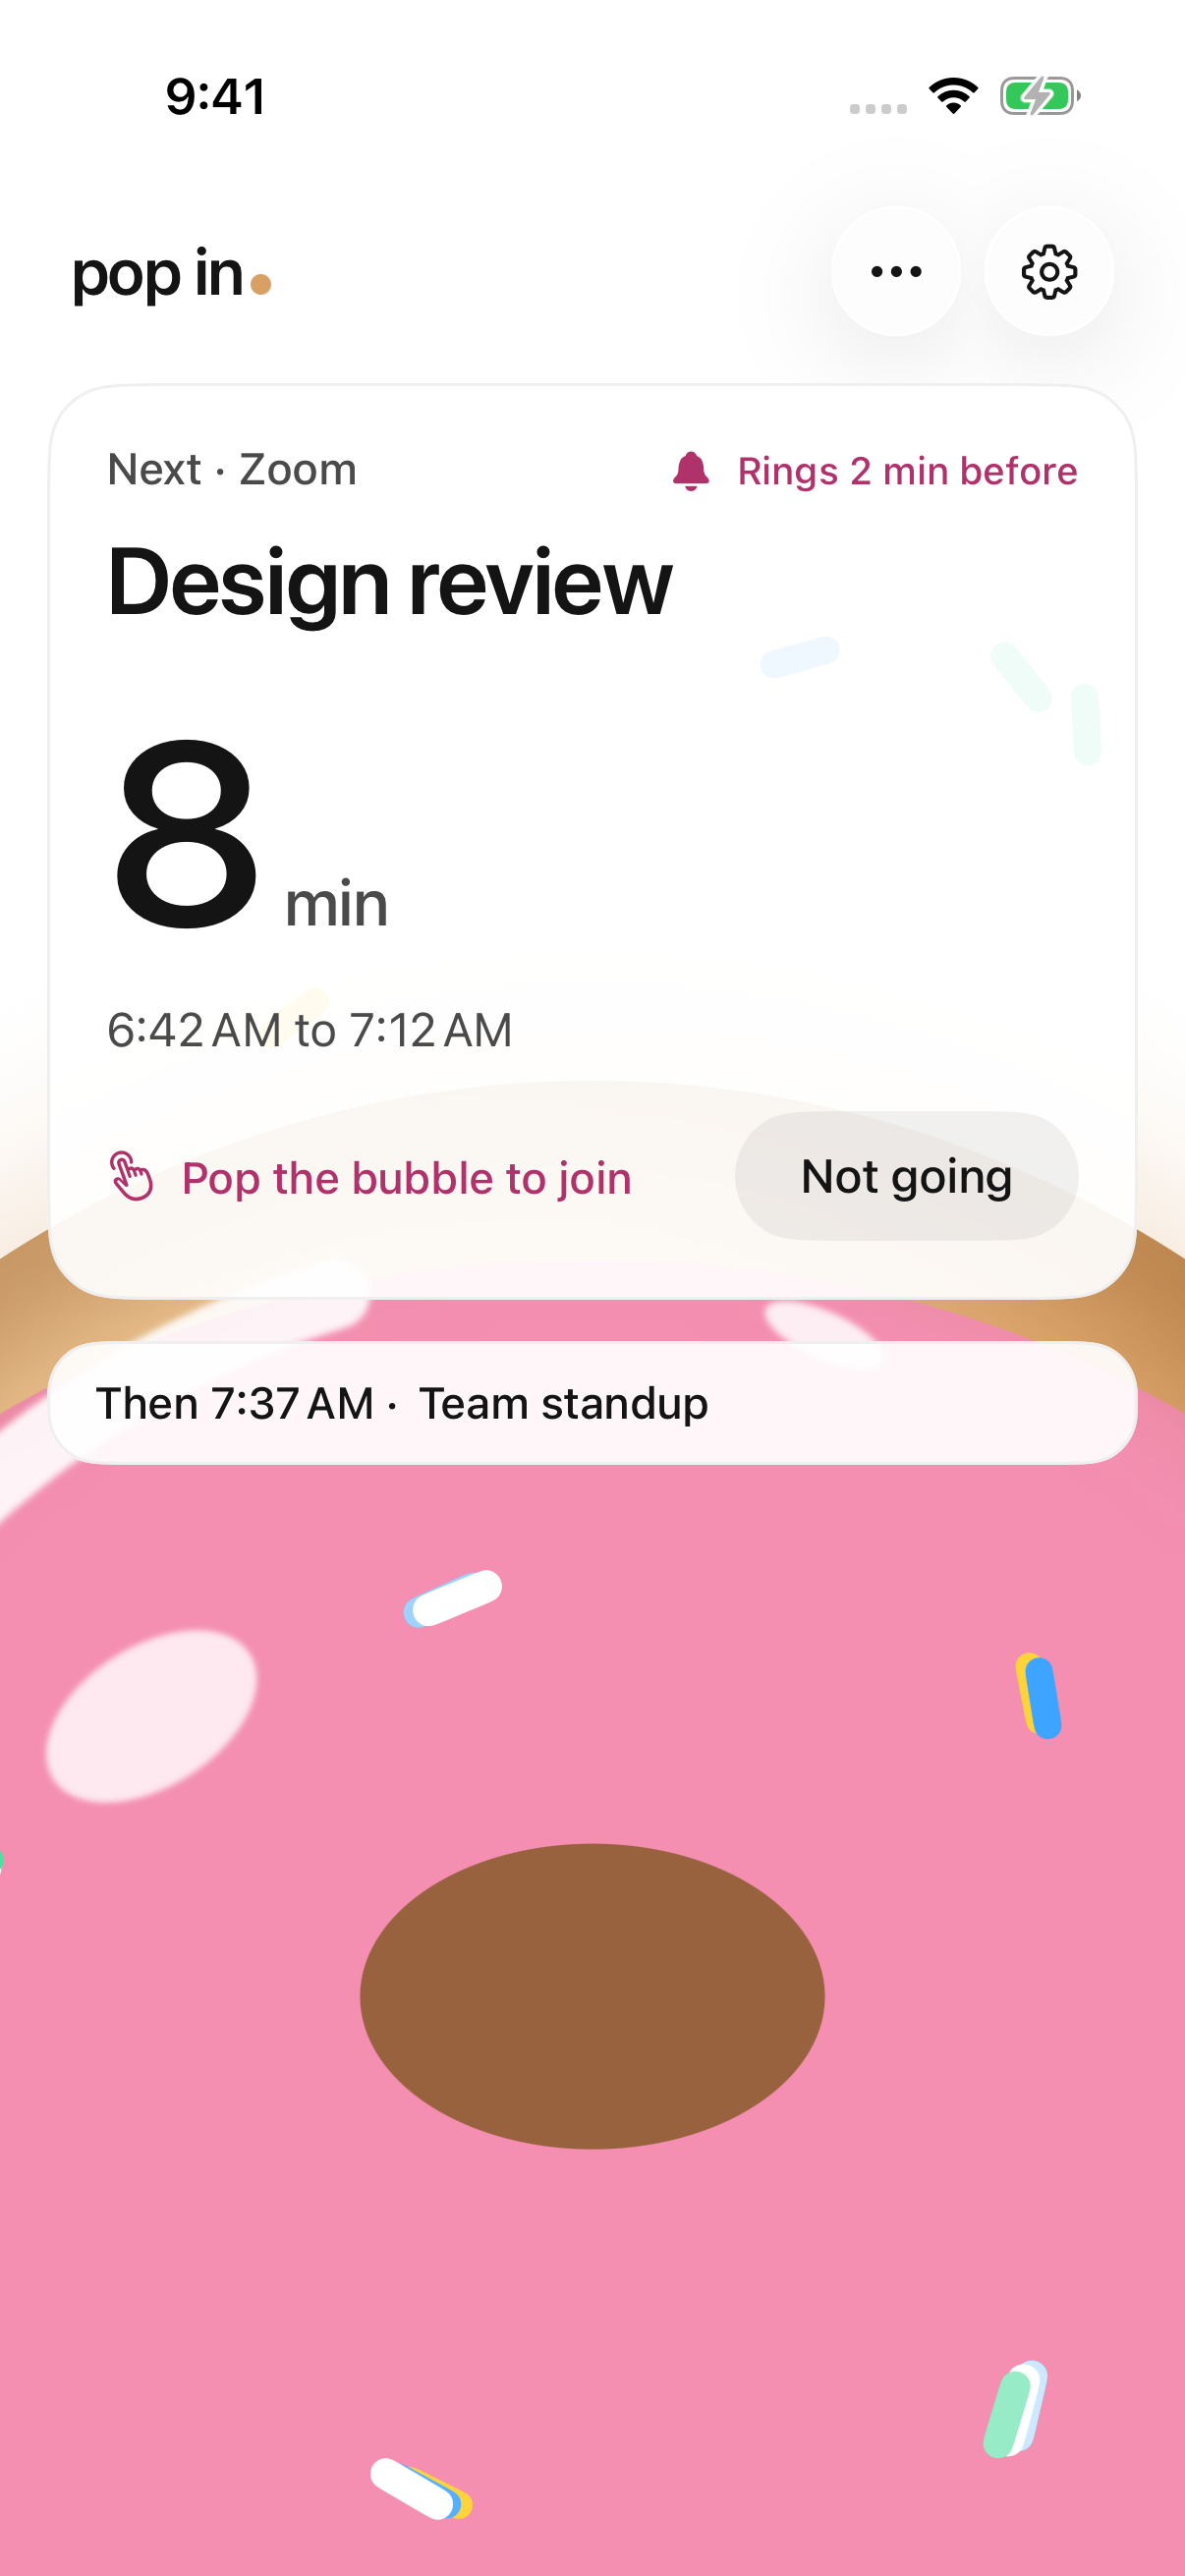 9:41
pop in
Next · Zoom
Rings 2 min before
Design review
8 min
6:42 AM to 7:12 AM
Pop the bubble to join
Not going
Then 7:37 AM · Team standup